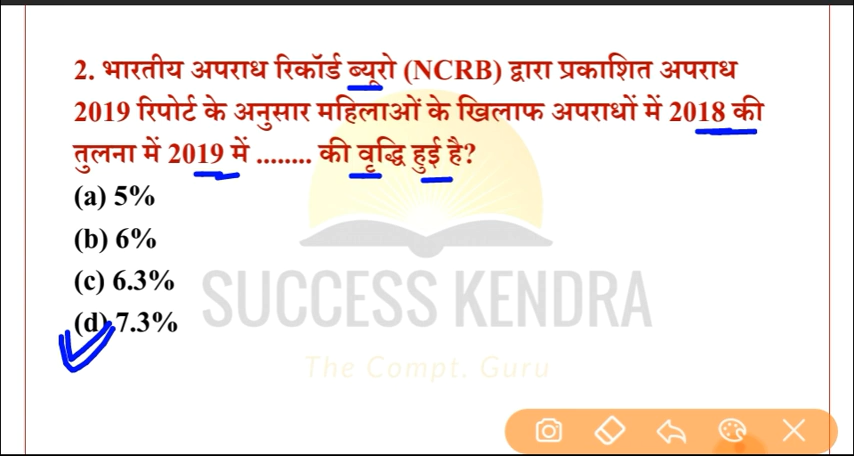 2. भारतीय अपराध रिकॉर्ड ब्यूरो (NCRB) द्वारा प्रकाशित अपराध
2019 रिपोर्ट के अनुसार महिलाओं के खिलाफ अपराधों में 2018 की
तुलना में 2019 में ........ की वृद्धि हुई है?
(a) 5%
(b) 6%
(c) 6.3%
(d) 7.3%
SUCCESS KENDRA
The Compt. Guru